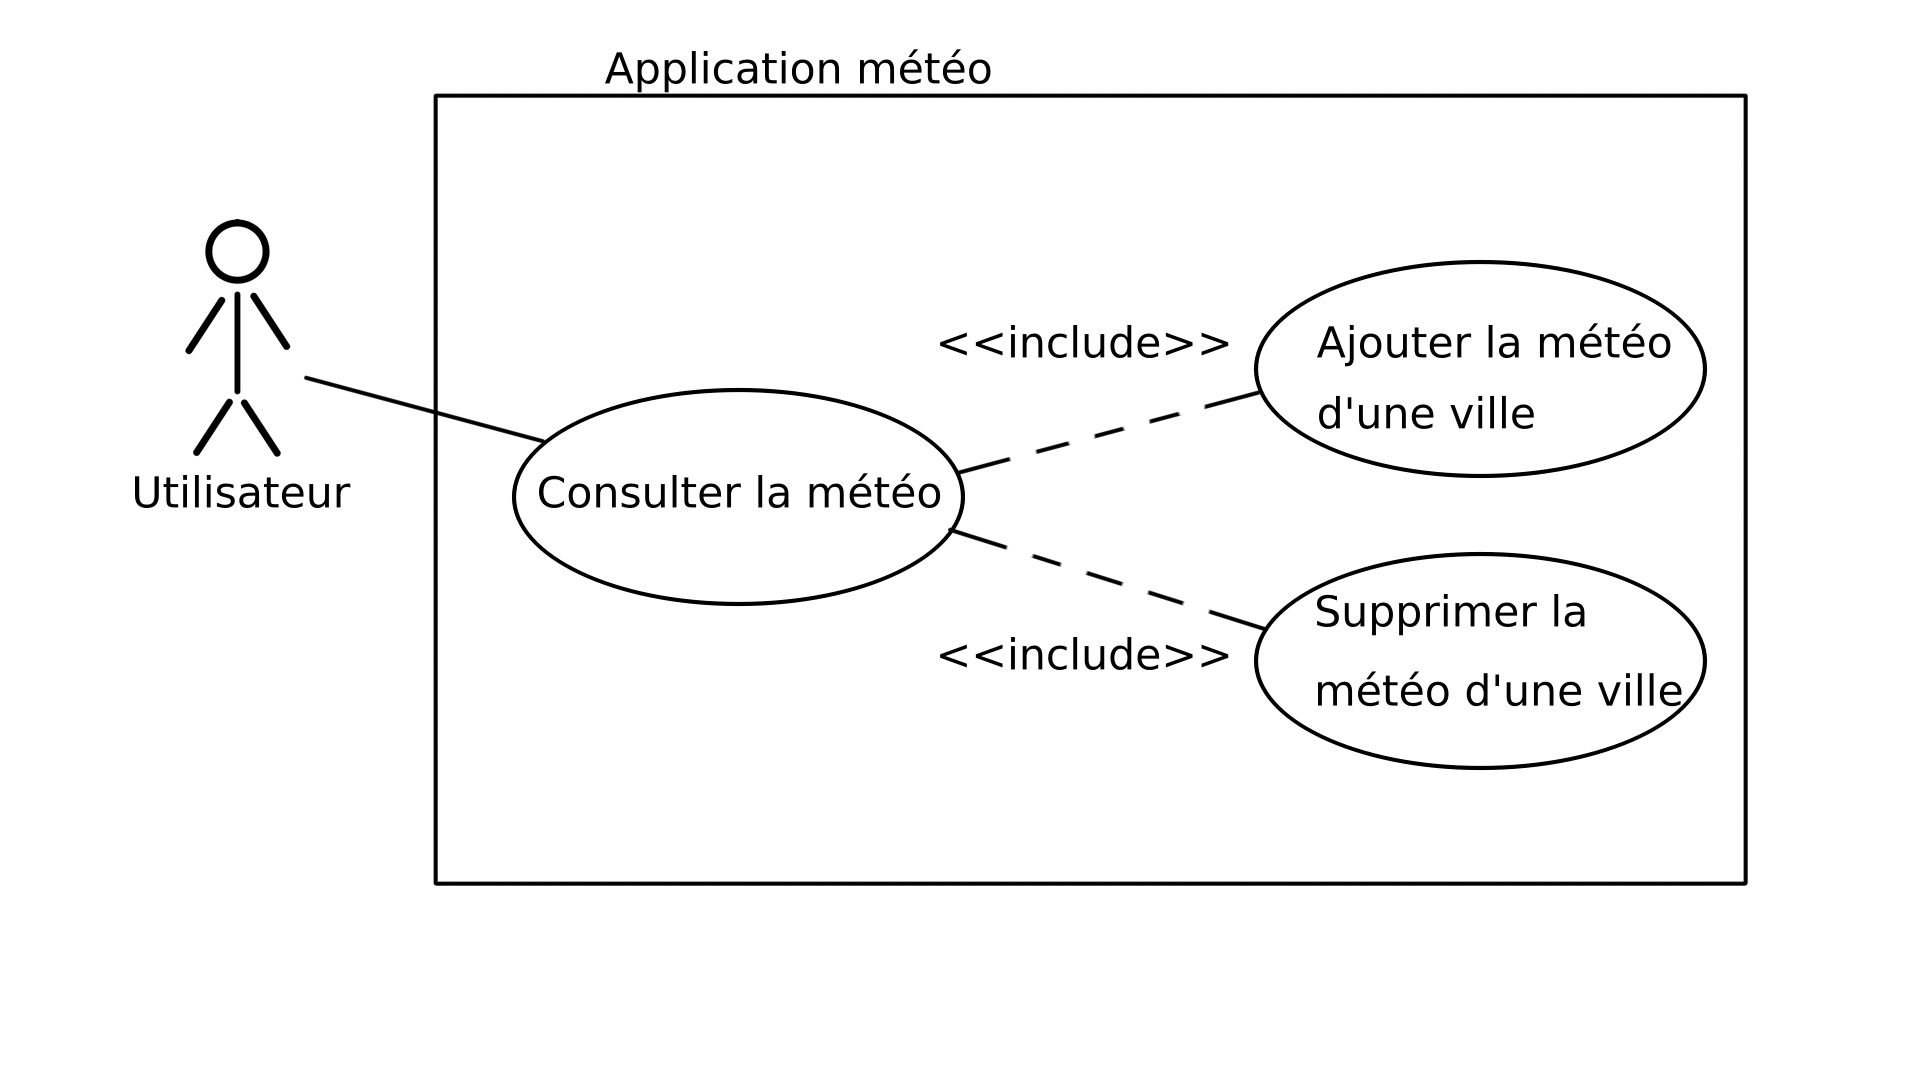 Application météo
Utilisateur
Consulter la météo
<<include>>
Ajouter la météo
d'une ville
<<include>>
Supprimer la
météo d'une ville